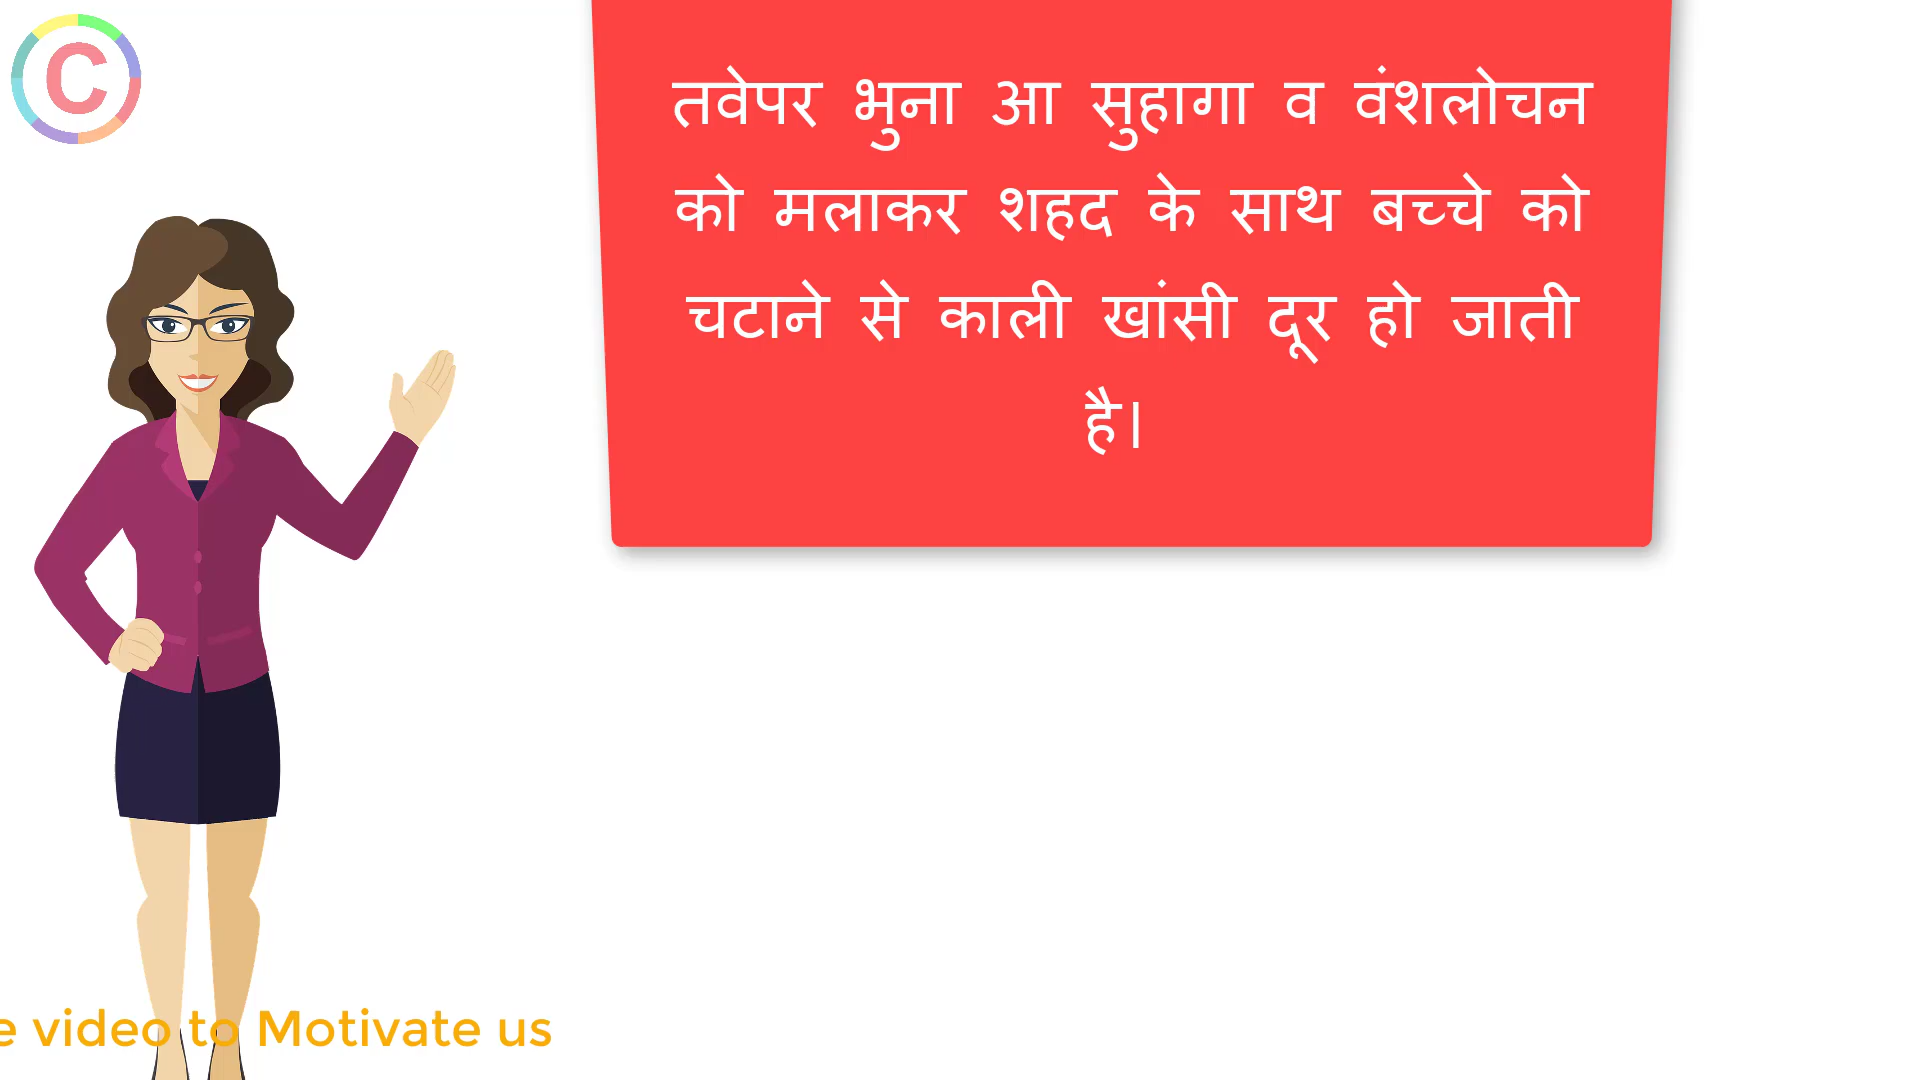 C
तवेपर भुना आ सुहागा व वंशलोचन
को मलाकर शहद के साथ बच्चे को
चटाने से काली खांसी दूर हो जाती
है।
e video to Motivate us